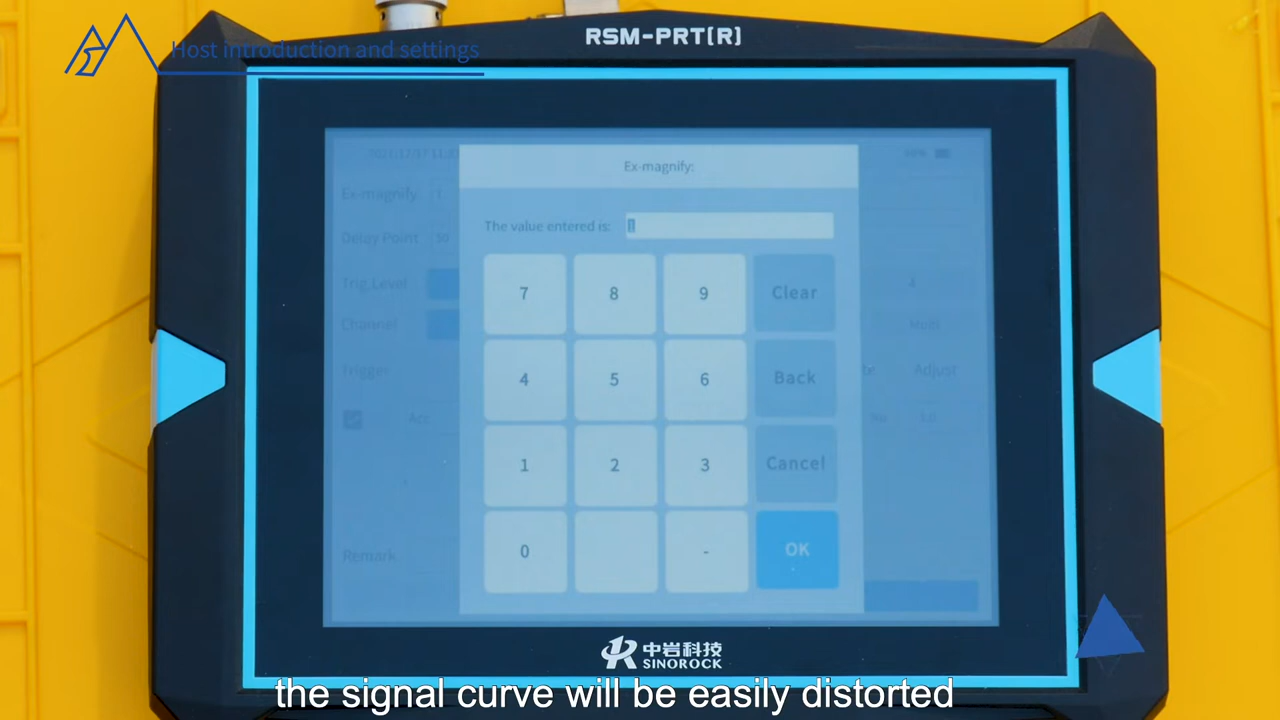 RSM-PRT(R)
Host introduction and settings
Ex-magnify:
Ex-magnify
Delay Point
Trig.Level
Channel
Trigger
Remark
Adjust
The value entered is:
7 8 9 Clear
4 5 6 Back
1 2 3 Cancel
0 - OK
中岩科技
SINOROCK
the signal curve will be easily distorted